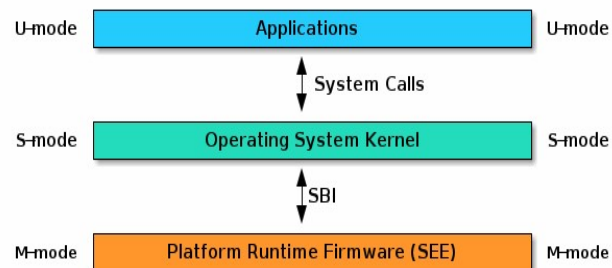 U-mode Applications U-mode
System Calls
S-mode Operating System Kernel S-mode
SBI
M-mode Platform Runtime Firmware (SEE) M-mode